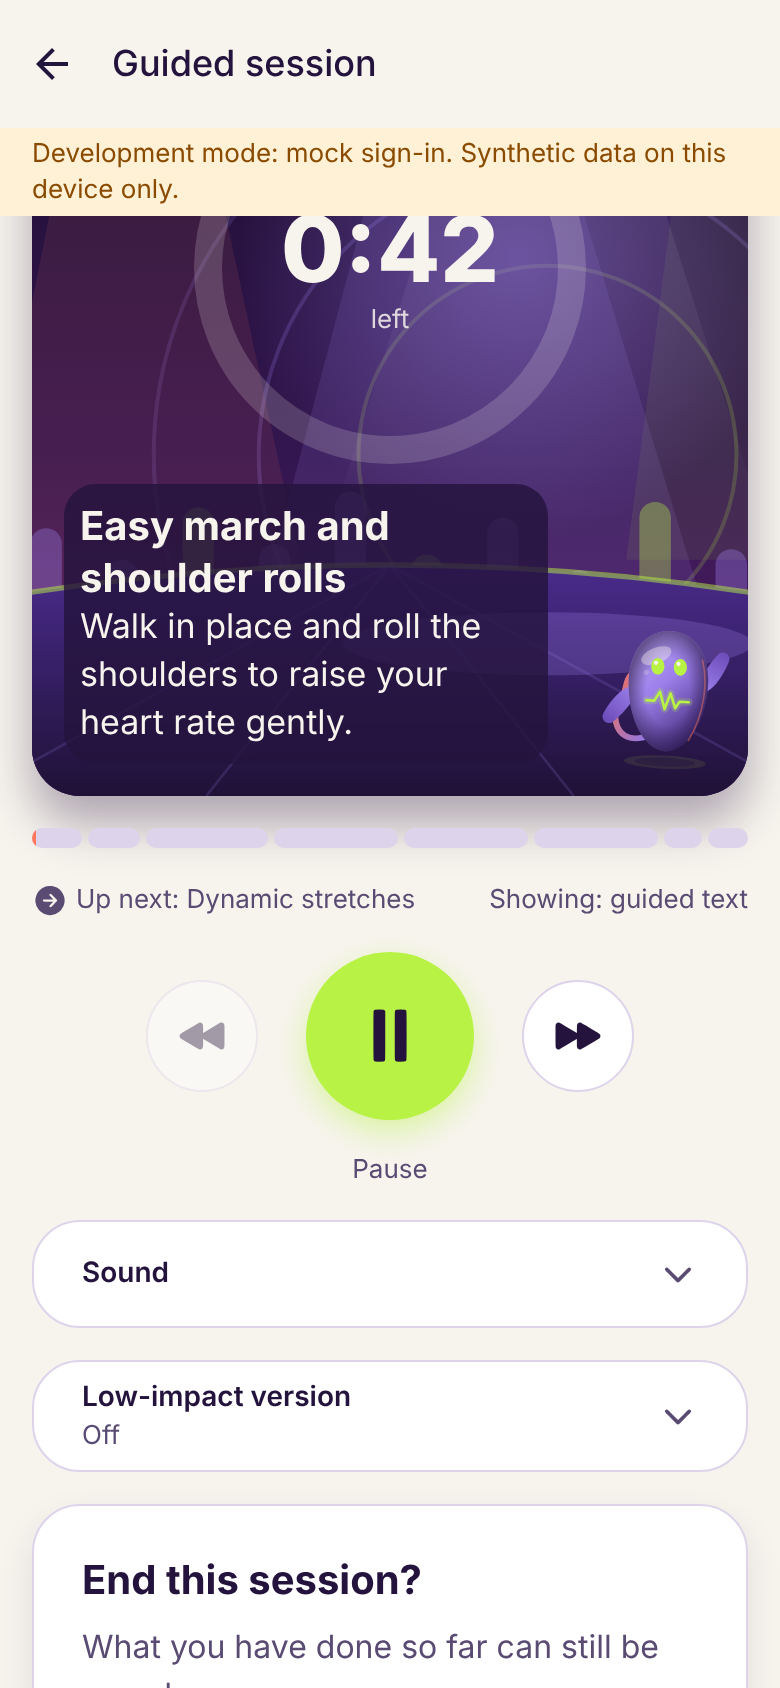 Guided session
Development mode: mock sign-in. Synthetic data on this
device only.
0:42
left
Easy march and
shoulder rolls
Walk in place and roll the
shoulders to raise your
heart rate gently.
Up next: Dynamic stretches
Showing: guided text
Pause
Sound
Low-impact version
Off
End this session?
What you have done so far can still be